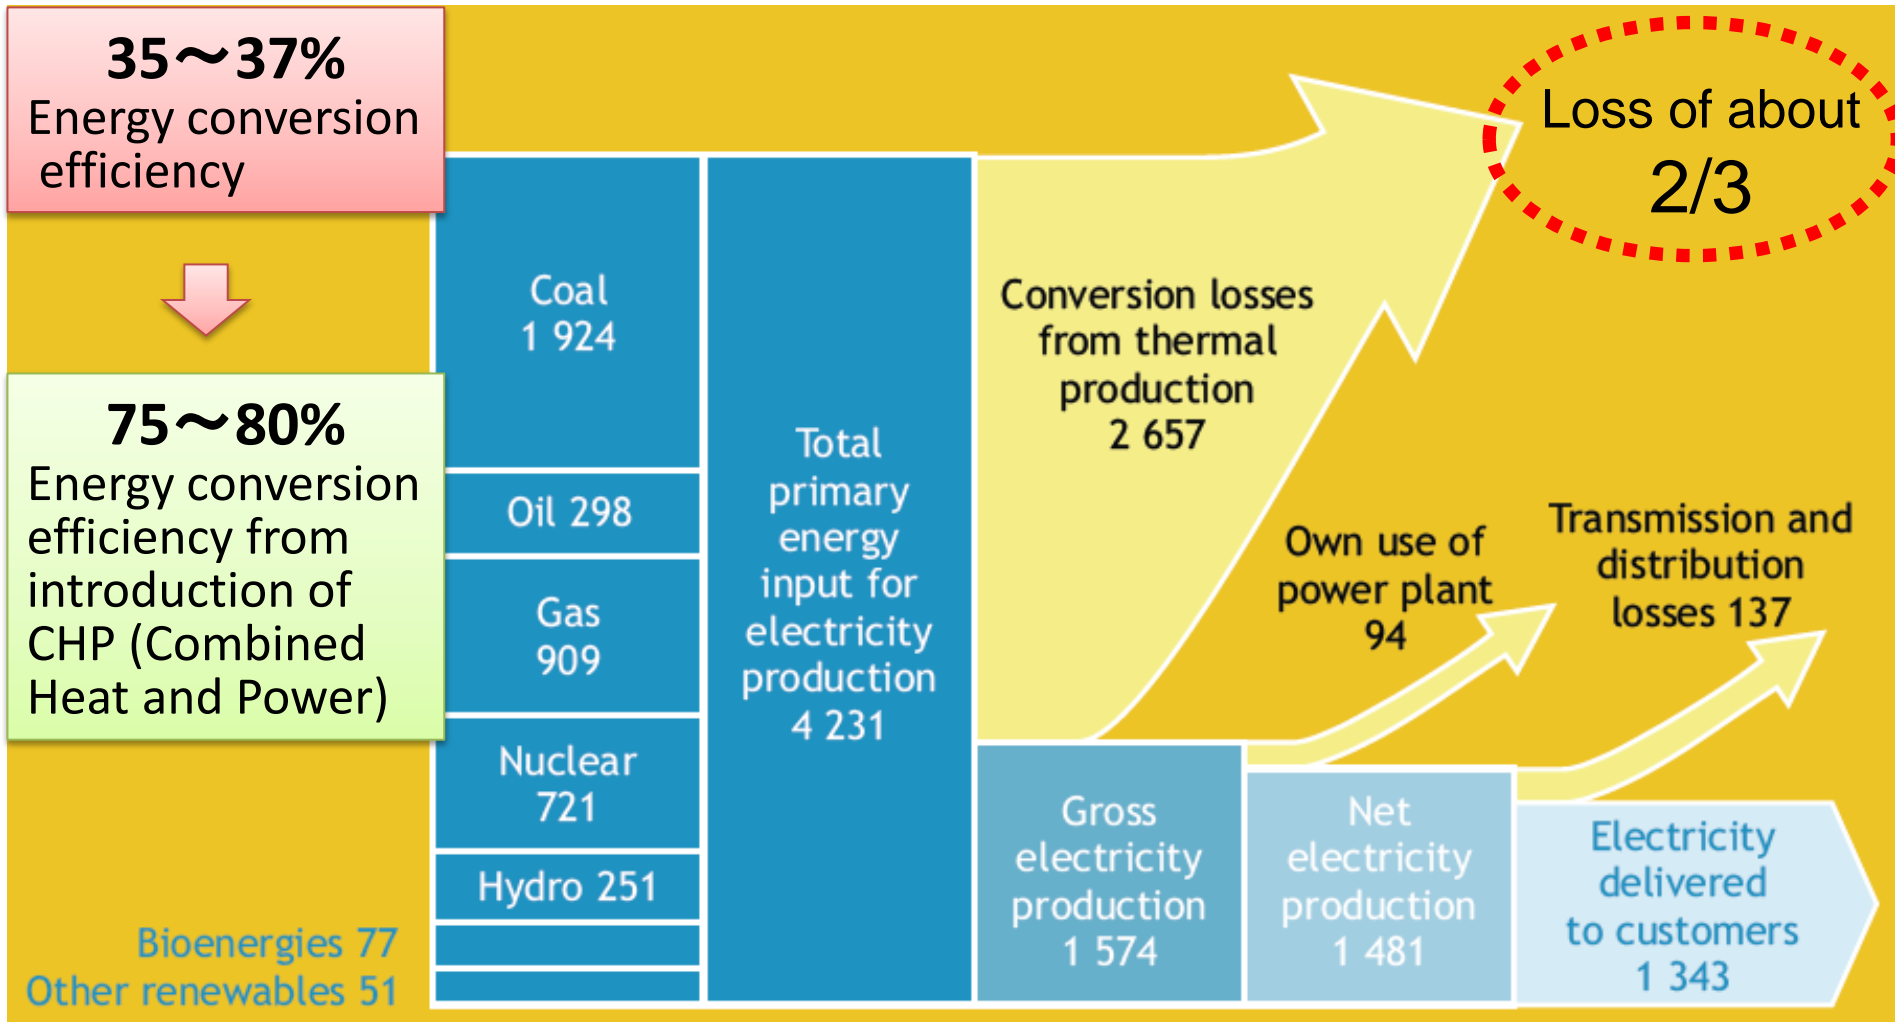 35～37%
Energy conversion
efficiency
75～80%
Energy conversion
efficiency from
introduction of
CHP (Combined
Heat and Power)
Coal
1 924
Oil 298
Gas
909
Nuclear
721
Hydro 251
Bioenergies 77
Other renewables 51
Total
primary
energy
input for
electricity
production
4 231
Conversion losses
from thermal
production
2 657
Loss of about
2/3
Own use of
power plant
94
Transmission and
distribution
losses 137
Gross
electricity
production
1 574
Net
electricity
production
1 481
Electricity
delivered
to customers
1 343